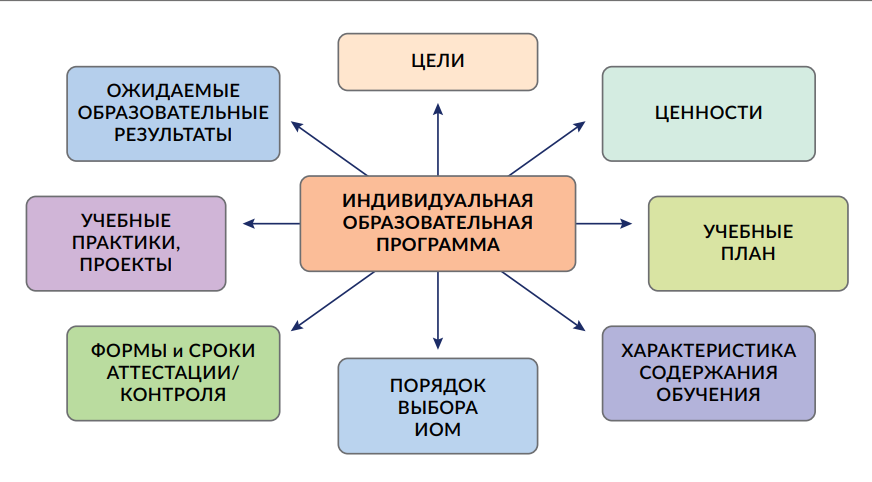 ЦЕЛИ
ОЖИДАЕМЫЕ
ОБРАЗОВАТЕЛЬНЫЕ
РЕЗУЛЬТАТЫ
ЦЕННОСТИ
ИНДИВИДУАЛЬНАЯ
ОБРАЗОВАТЕЛЬНАЯ
ПРОГРАММА
УЧЕБНЫЕ
ПРАКТИКИ,
ПРОЕКТЫ
УЧЕБНЫЕ
ПЛАН
ФОРМЫ и СРОКИ
АТТЕСТАЦИИ/
КОНТРОЛЯ
ПОРЯДОК
ВЫБОРА
ИОМ
ХАРАКТЕРИСТИКА
СОДЕРЖАНИЯ
ОБУЧЕНИЯ